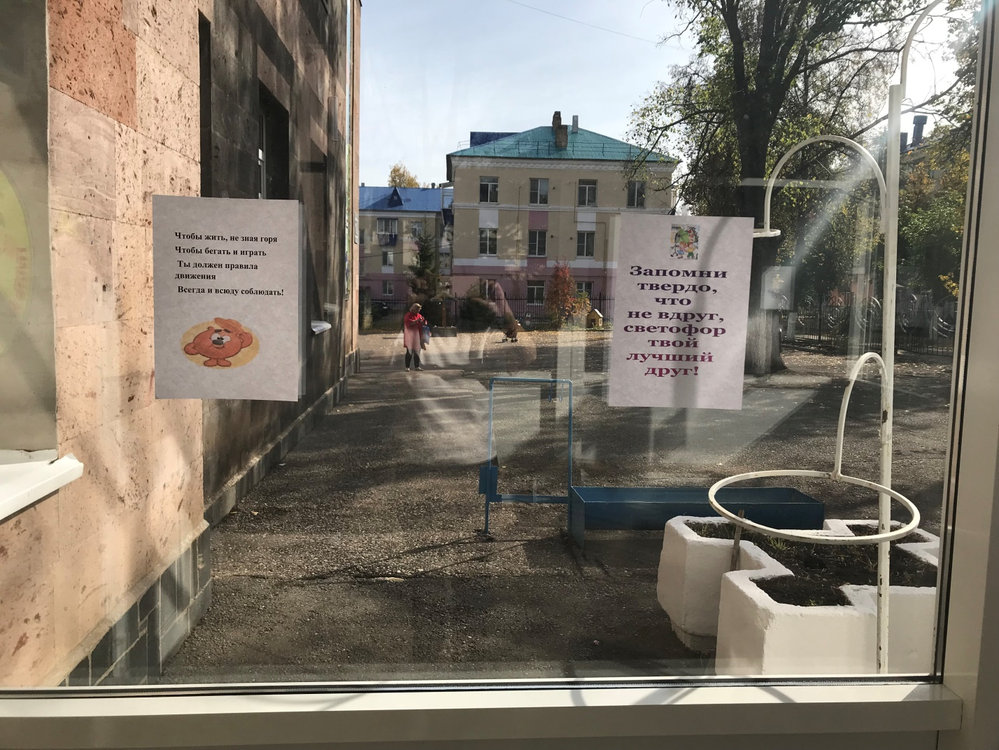 Чтобы жить, не зная горя
Чтобы бегать и играть
Ты должен правила
движения
Всегда и всюду соблюдать!
Запомни
твердо,
что
не вдруг,
светофор
твой
лучший
друг!